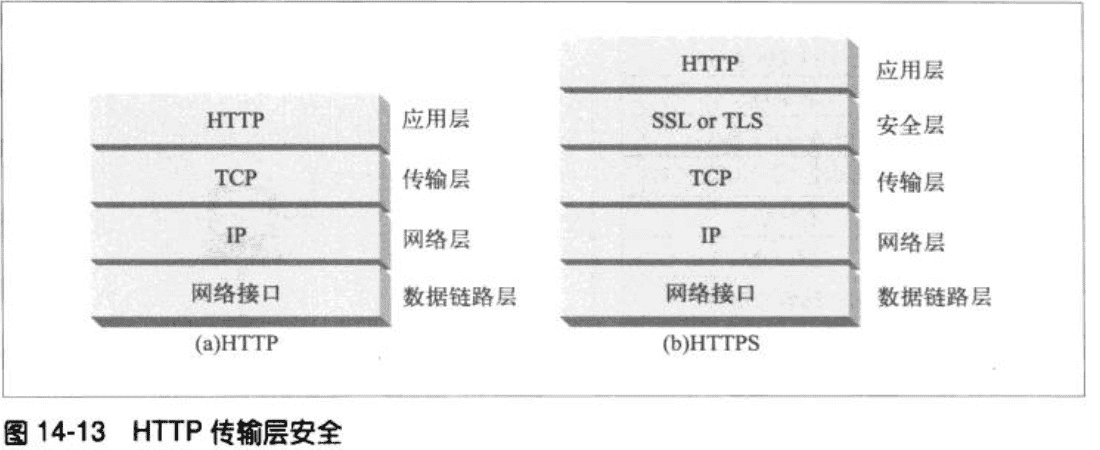 HTTP 应用层
TCP 传输层
IP 网络层
网络接口 数据链路层
(a)HTTP
HTTP 应用层
SSL or TLS 安全层
TCP 传输层
IP 网络层
网络接口 数据链路层
(b)HTTPS
图 14-13 HTTP 传输层安全